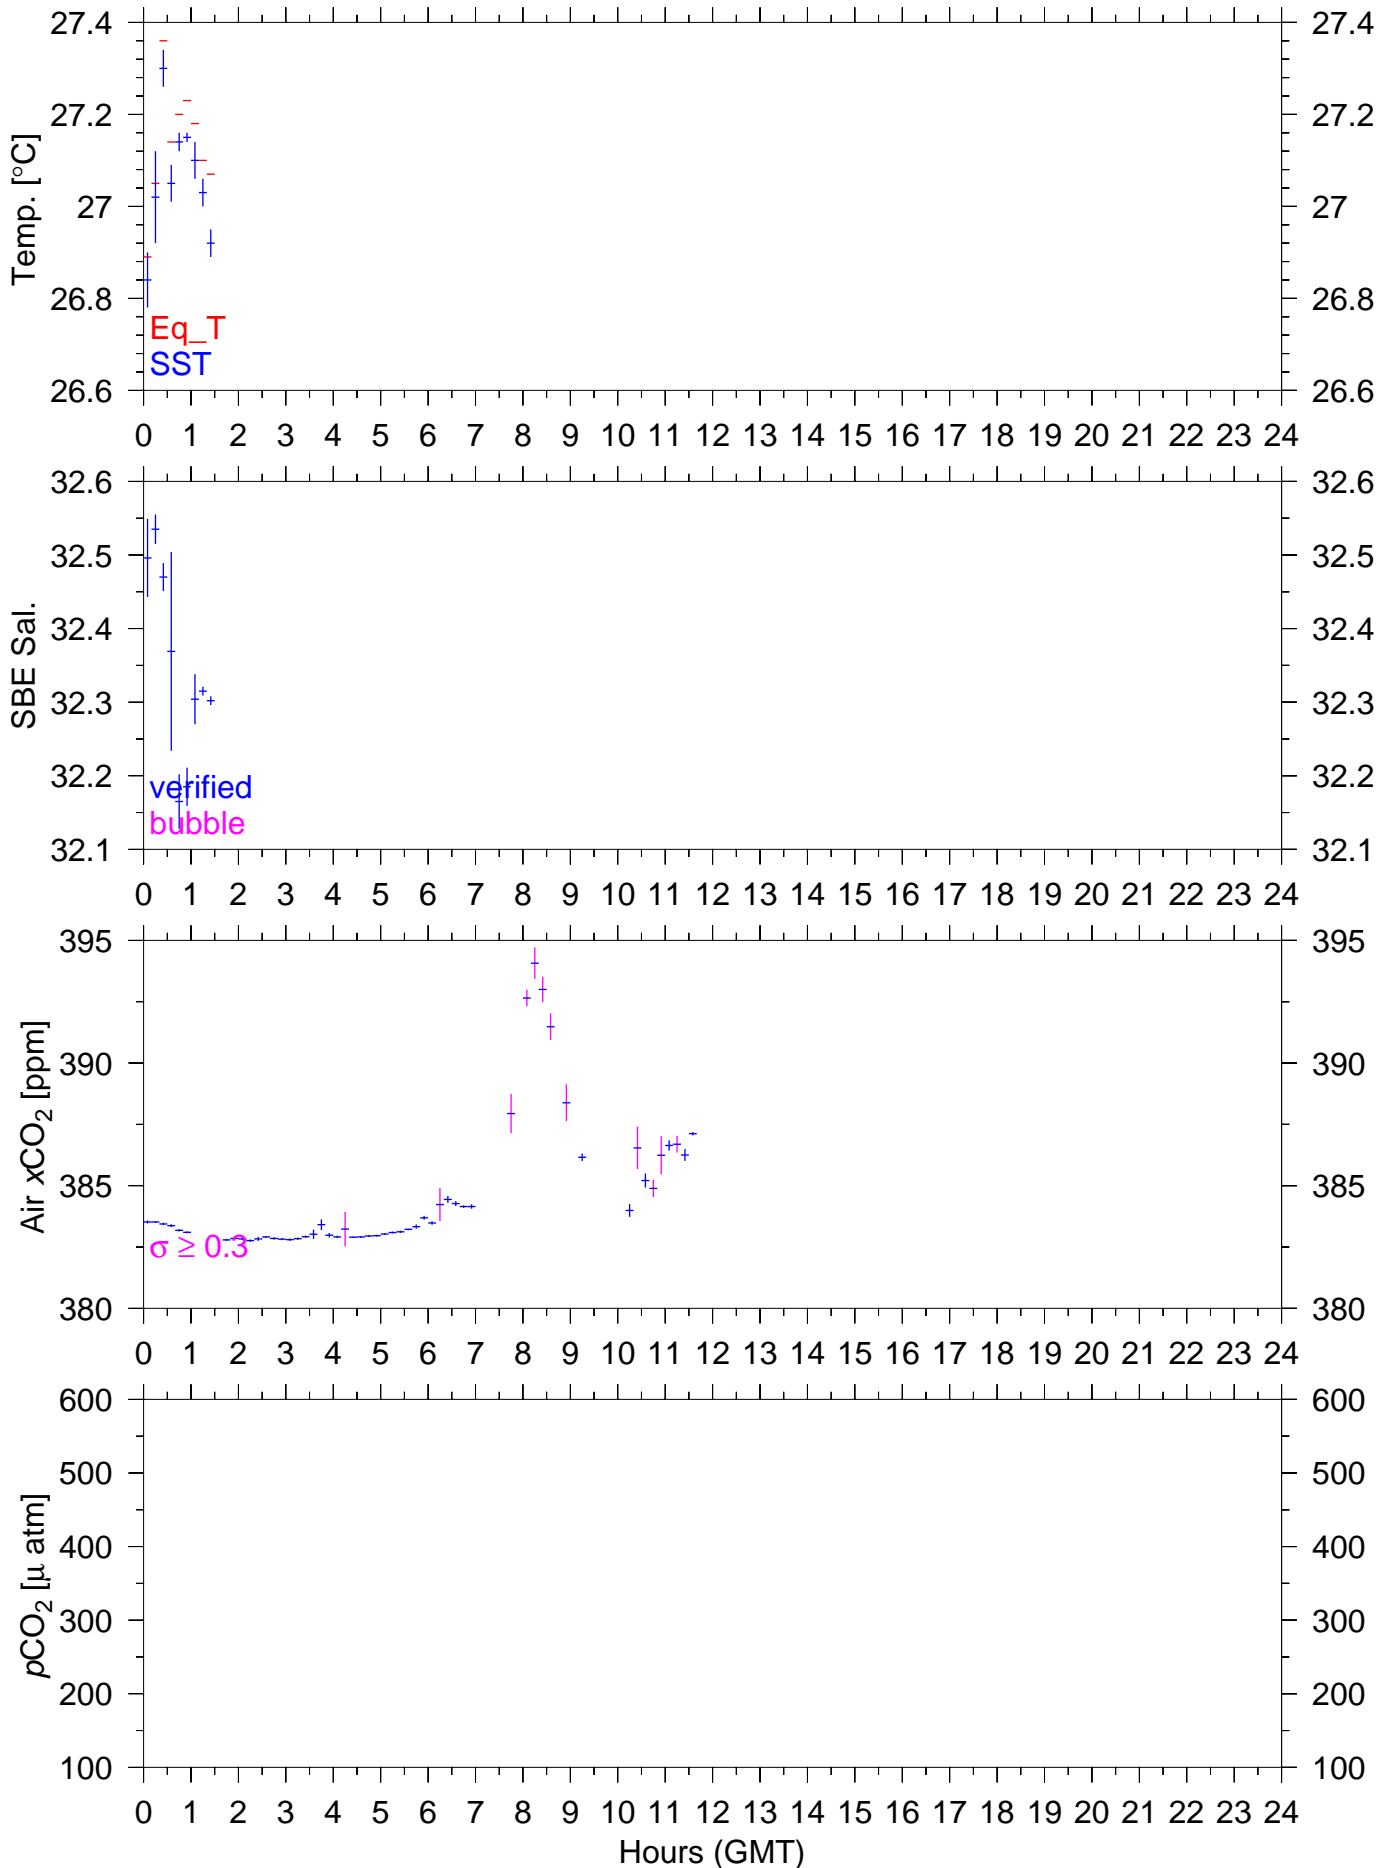 27.4 27.4
27.2 27.2
27 27
26.8 26.8
26.6 26.6
Temp. [°C]
Eq_T
SST
0 1 2 3 4 5 6 7 8 9 10 11 12 13 14 15 16 17 18 19 20 21 22 23 24
32.6 32.6
32.5 32.5
32.4 32.4
32.3 32.3
32.2 32.2
32.1 32.1
SBE Sal.
verified
bubble
0 1 2 3 4 5 6 7 8 9 10 11 12 13 14 15 16 17 18 19 20 21 22 23 24
395 395
390 390
385 385
380 380
Air xCO₂ [ppm]
σ ≥ 0.3
0 1 2 3 4 5 6 7 8 9 10 11 12 13 14 15 16 17 18 19 20 21 22 23 24
600 600
500 500
400 400
300 300
200 200
100 100
pCO₂ [μ atm]
0 1 2 3 4 5 6 7 8 9 10 11 12 13 14 15 16 17 18 19 20 21 22 23 24
Hours (GMT)